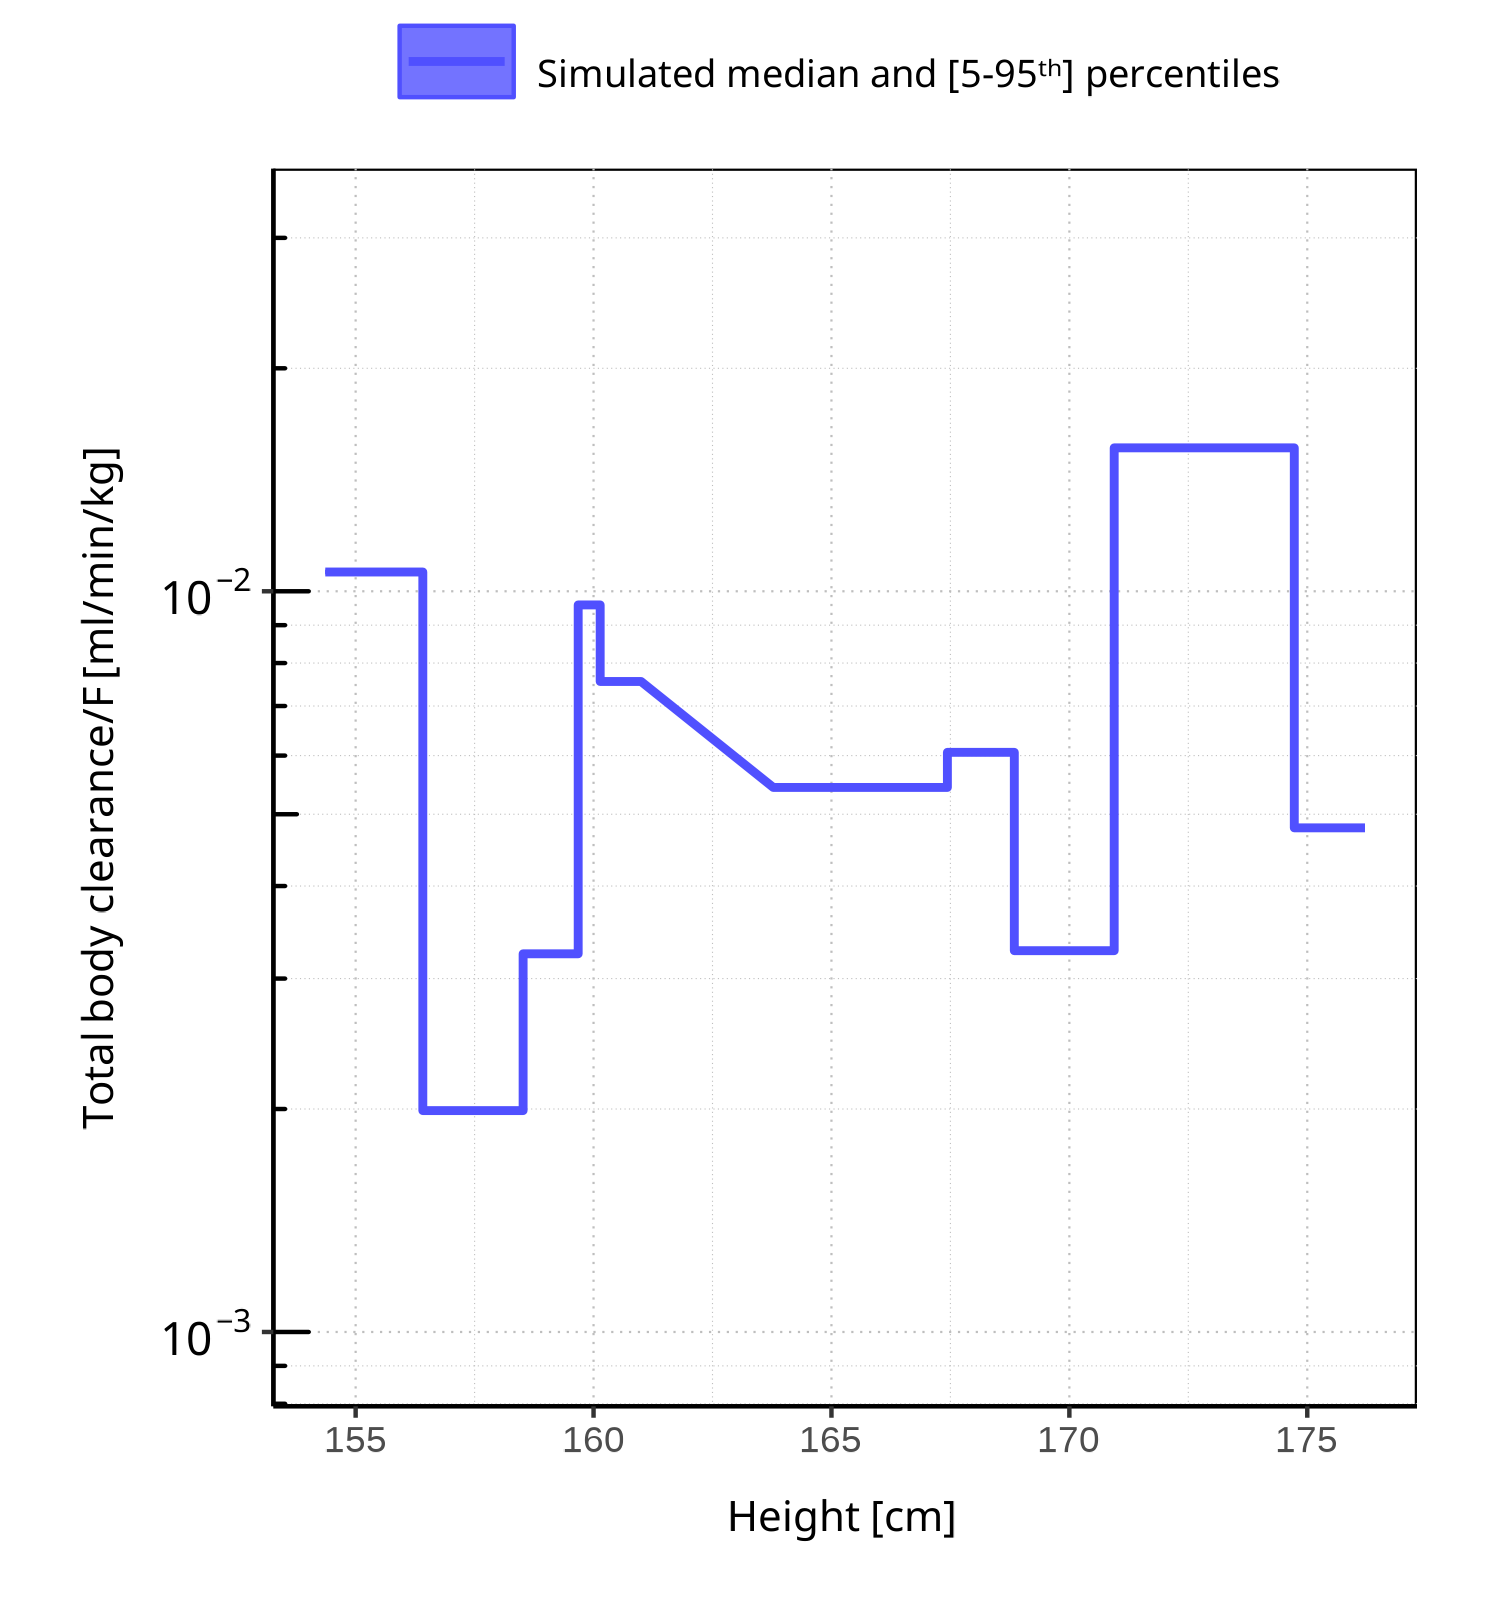 Simulated median and [5-95ᵗʰ] percentiles
Total body clearance/F [ml/min/kg]
10⁻²
10⁻³
155 160 165 170 175
Height [cm]